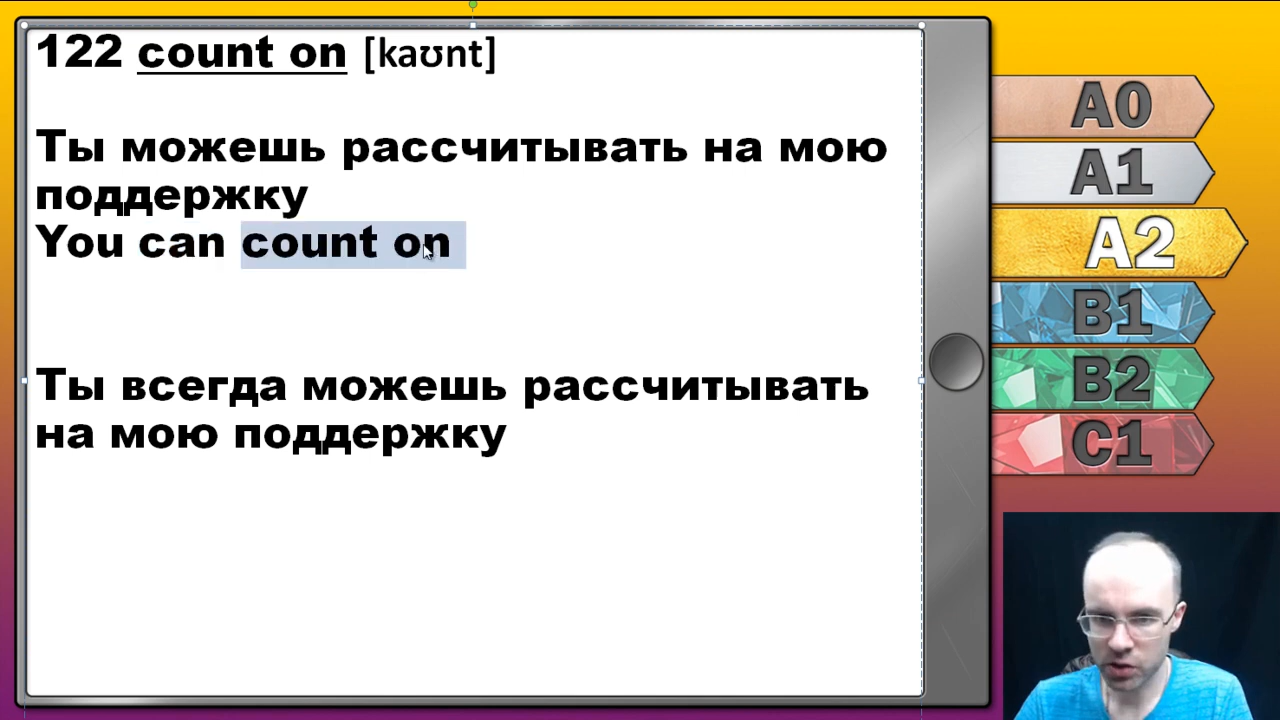 122 count on [kaʊnt]
Ты можешь рассчитывать на мою
поддержку
You can count on
Ты всегда можешь рассчитывать
на мою поддержку
A0
A1
A2
B1
B2
C1